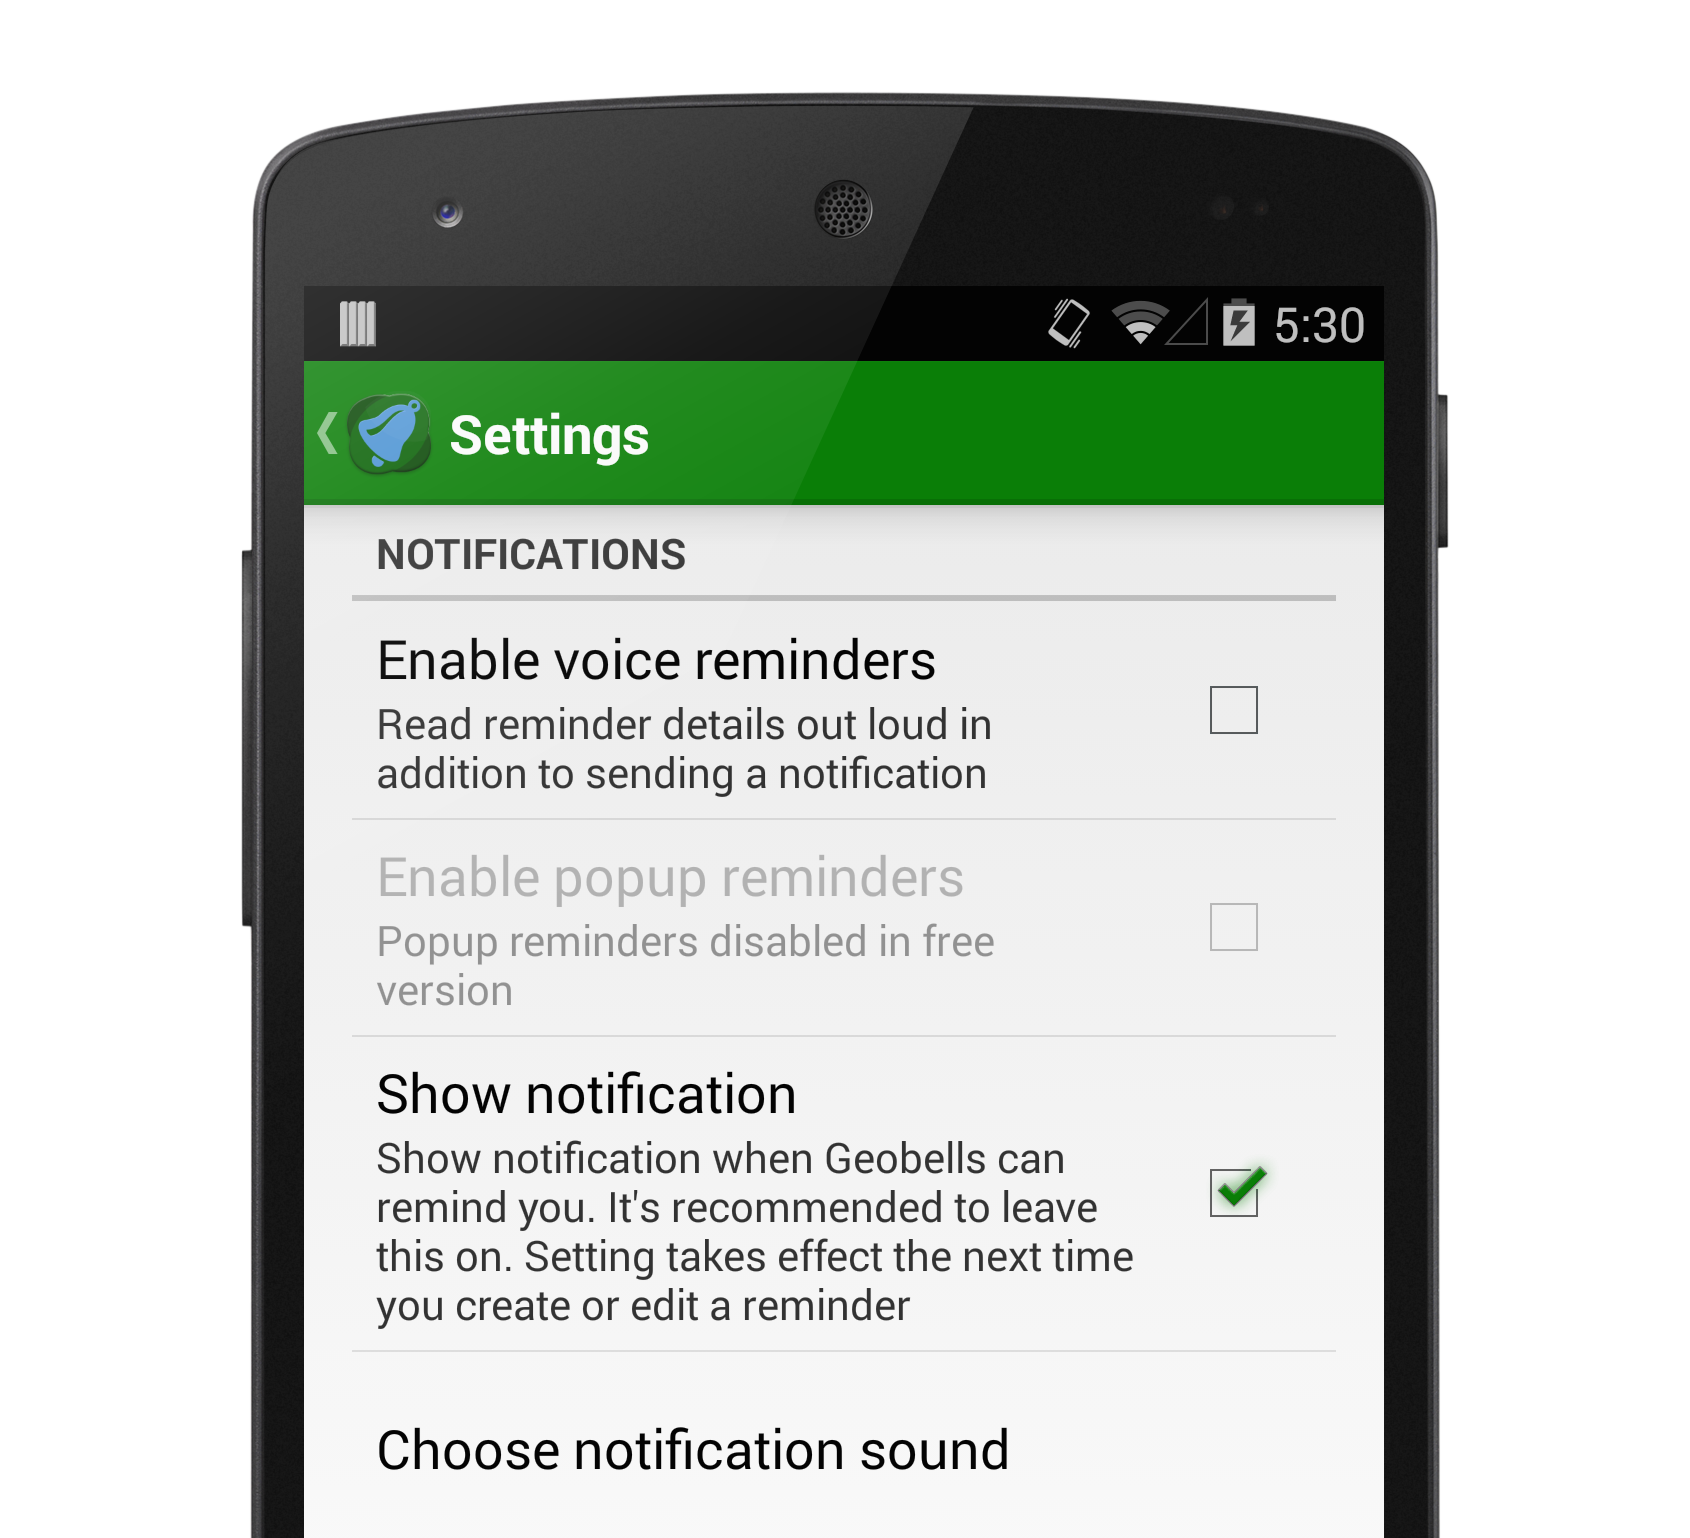 5:30
Settings
NOTIFICATIONS
Enable voice reminders
Read reminder details out loud in
addition to sending a notification
Enable popup reminders
Popup reminders disabled in free
version
Show notification
Show notification when Geobells can
remind you. It's recommended to leave
this on. Setting takes effect the next time
you create or edit a reminder
Choose notification sound